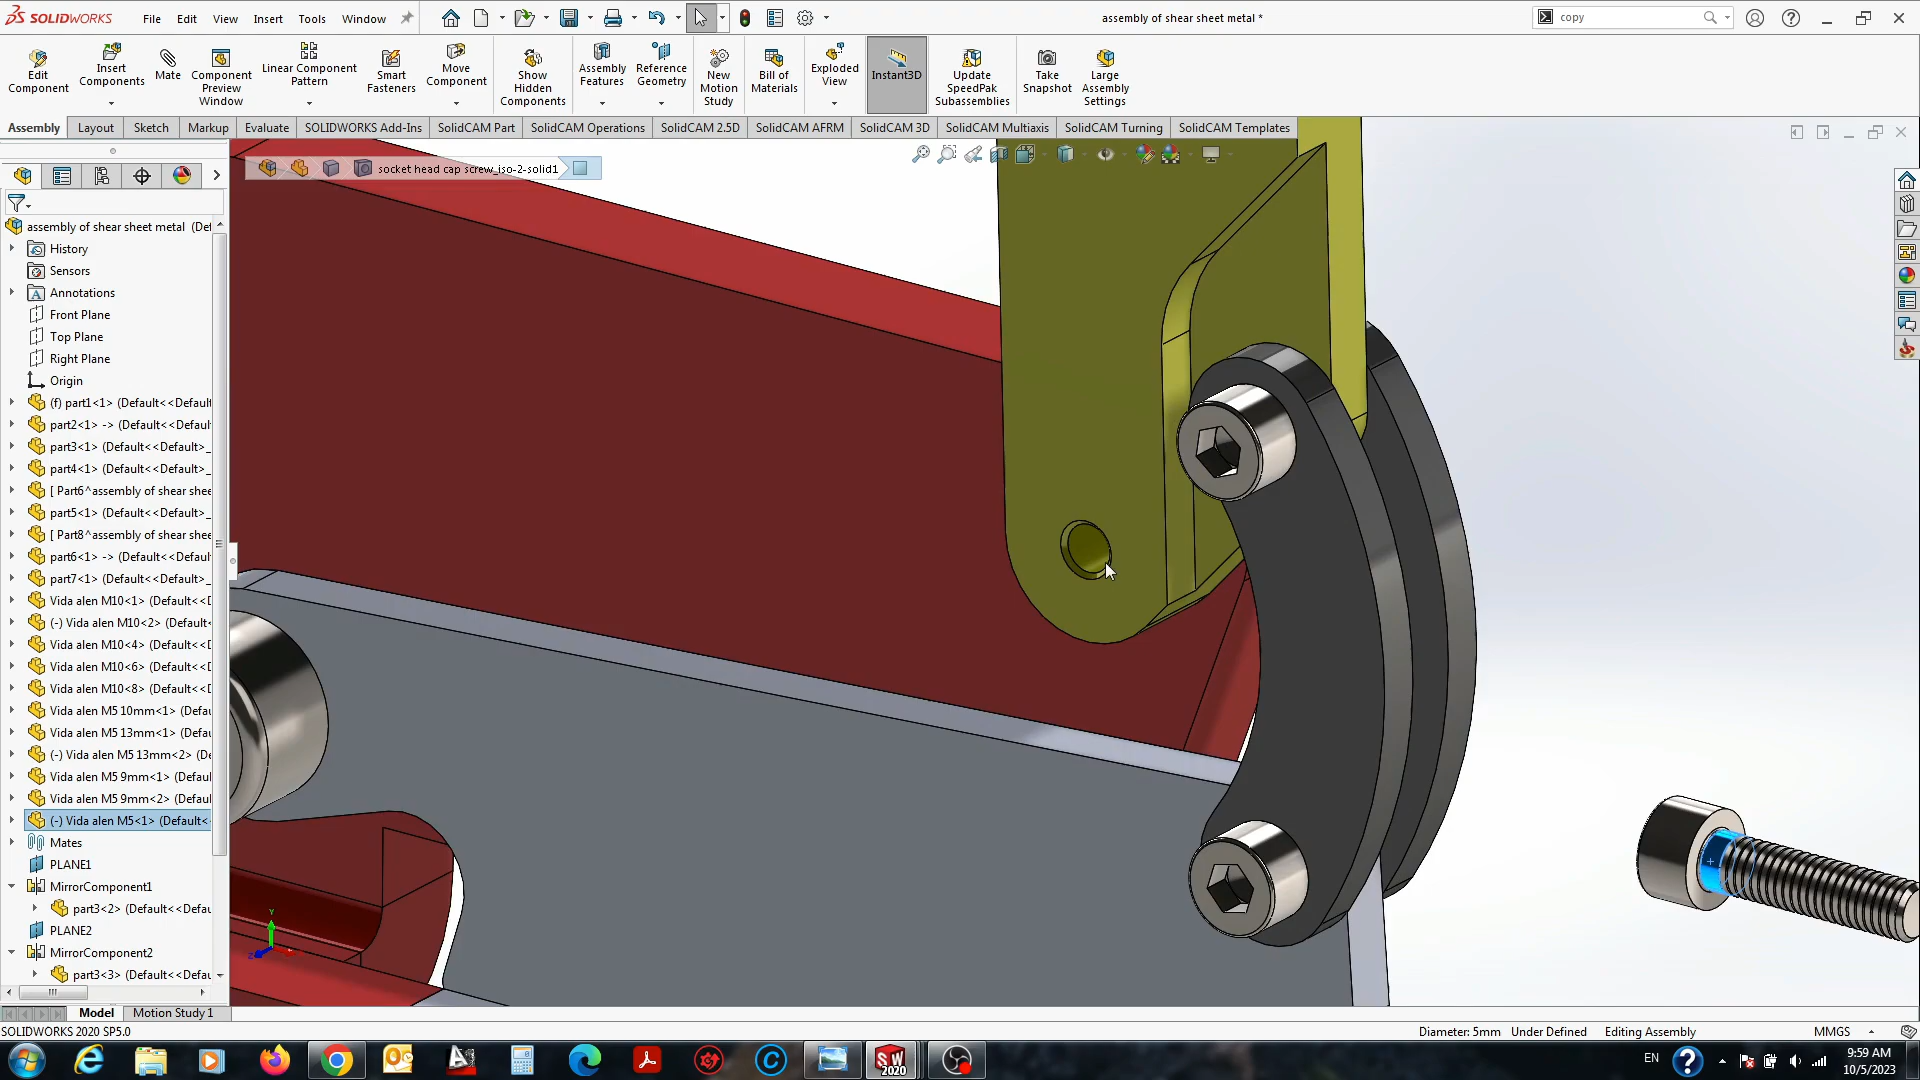 SOLIDWORKS
File Edit View Insert Tools Window
assembly of shear sheet metal *
copy
Edit Component
Insert Components
Mate
Component Preview Window
Linear Component Pattern
Smart Fasteners
Move Component
Show Hidden Components
Assembly Features
Reference Geometry
New Motion Study
Bill of Materials
Exploded View
Instant3D
Update SpeedPak Subassemblies
Take Snapshot
Large Assembly Settings
Assembly Layout Sketch Markup Evaluate SOLIDWORKS Add-Ins SolidCAM Part SolidCAM Operations SolidCAM 2.5D SolidCAM AFRM SolidCAM 3D SolidCAM Multiaxis SolidCAM Turning SolidCAM Templates
socket head cap screw_iso-2-solid1
assembly of shear sheet metal (Def
History
Sensors
Annotations
Front Plane
Top Plane
Right Plane
Origin
(f) part1<1> (Default<<Default
part2<1> -> (Default<<Default
part3<1> (Default<<Default>_
part4<1> (Default<<Default>_
[ Part6^assembly of shear shee
part5<1> (Default<<Default>_
[ Part8^assembly of shear shee
part6<1> -> (Default<<Default
part7<1> (Default<<Default>_
Vida alen M10<1> (Default<<D
(-) Vida alen M10<2> (Default<
Vida alen M10<4> (Default<<D
Vida alen M10<6> (Default<<D
Vida alen M10<8> (Default<<D
Vida alen M5 10mm<1> (Defau
Vida alen M5 13mm<1> (Defau
(-) Vida alen M5 13mm<2> (De
Vida alen M5 9mm<1> (Defaul
Vida alen M5 9mm<2> (Defaul
(-) Vida alen M5<1> (Default<
Mates
PLANE1
MirrorComponent1
part3<2> (Default<<Defau
PLANE2
MirrorComponent2
part3<3> (Default<<Defau
Y
Z
Model Motion Study 1
SOLIDWORKS 2020 SP5.0
Diameter: 5mm Under Defined Editing Assembly MMGS
SW 2020
EN
9:59 AM
10/5/2023